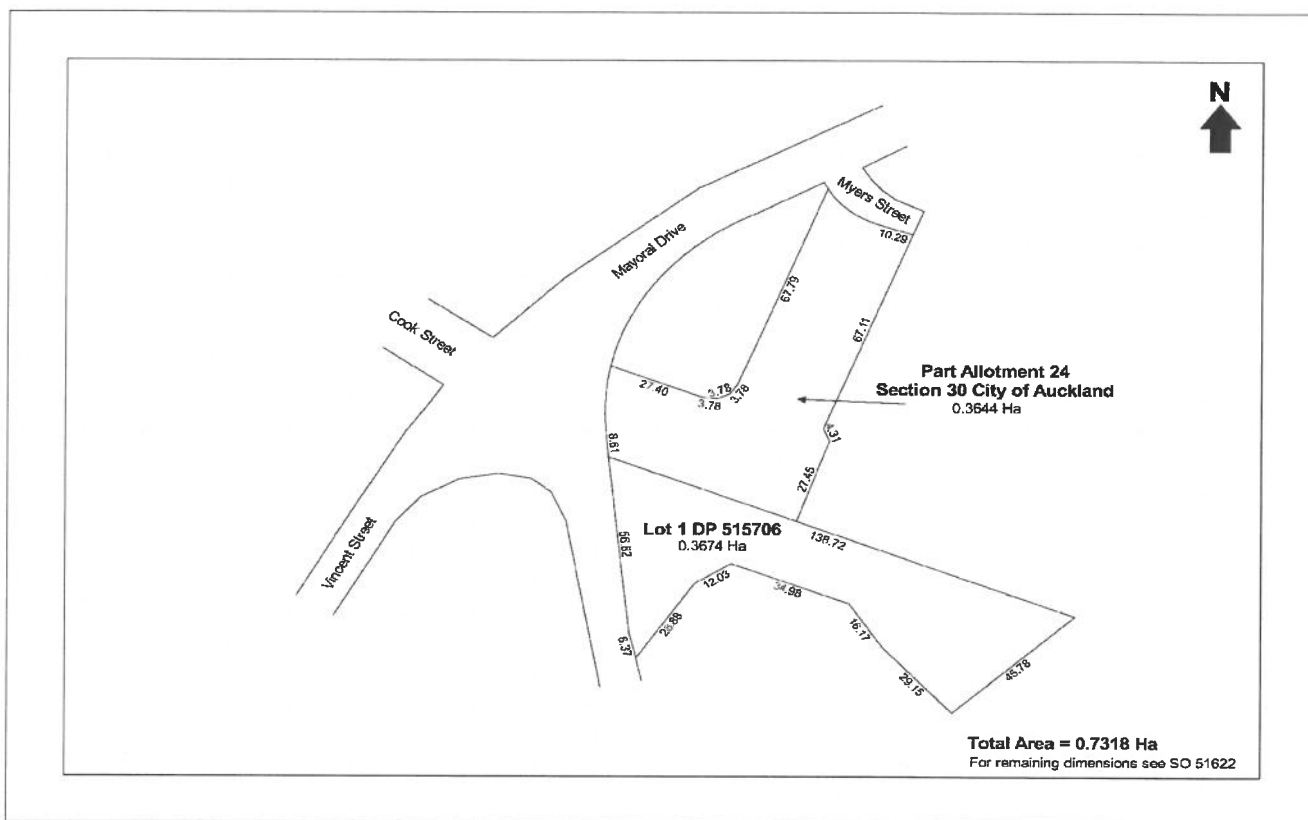 N
Myers Street
10.29
Mayoral Drive
67.79
Cook Street
67.11
Part Allotment 24
Section 30 City of Auckland
0.3644 Ha
27.40
3.78
3.78
3.78
4.31
8.61
27.45
Lot 1 DP 515706
0.3674 Ha
138.72
56.62
Vincent Street
12.03
34.98
28.88
16.17
6.37
29.15
45.78
Total Area = 0.7318 Ha
For remaining dimensions see SO 51622